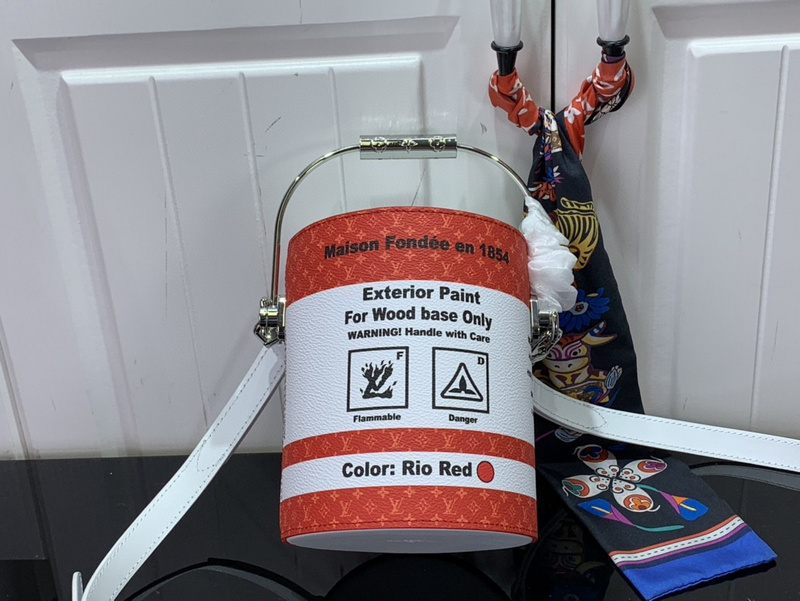 Maison Fondée en 1854
Exterior Paint
For Wood base Only
WARNING! Handle with Care
F
D
Flammable
Danger
Color: Rio Red